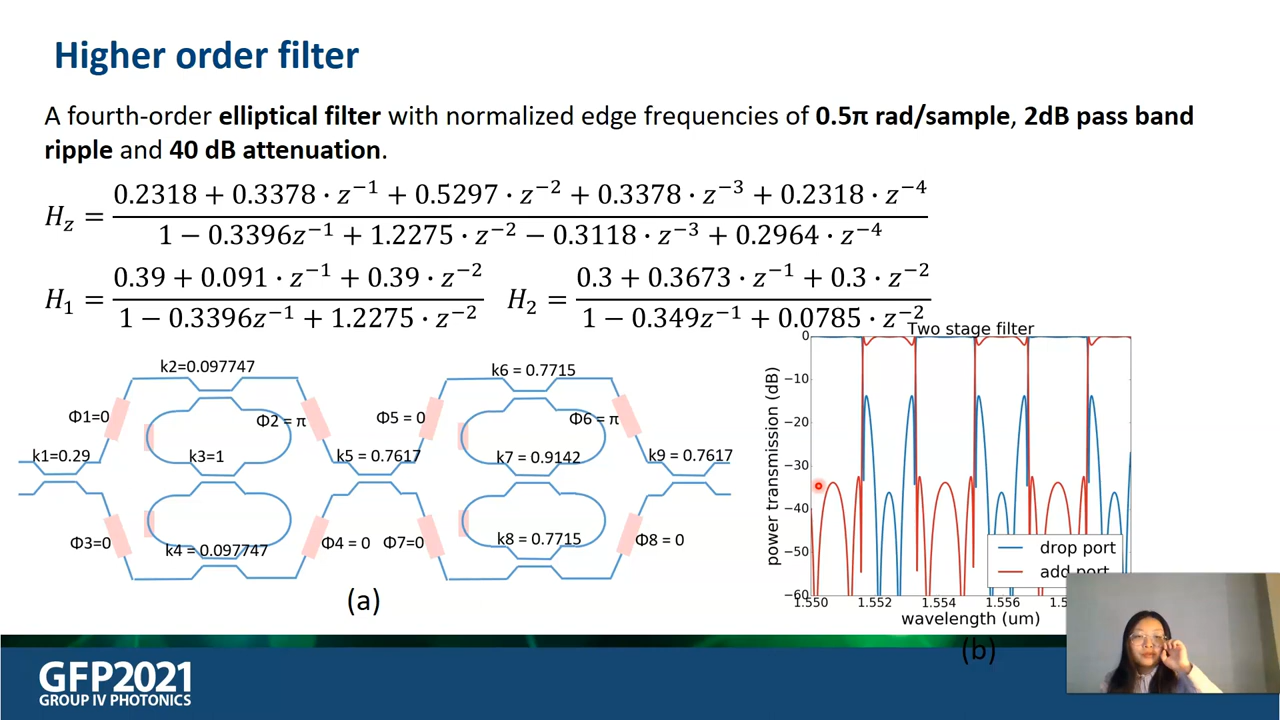 Higher order filter
A fourth-order elliptical filter with normalized edge frequencies of 0.5π rad/sample, 2dB pass band
ripple and 40 dB attenuation.
H_z = (0.2318 + 0.3378 · z^{−1} + 0.5297 · z^{−2} + 0.3378 · z^{−3} + 0.2318 · z^{−4}) / (1 − 0.3396z^{−1} + 1.2275 · z^{−2} − 0.3118 · z^{−3} + 0.2964 · z^{−4})
H_1 = (0.39 + 0.091 · z^{−1} + 0.39 · z^{−2}) / (1 − 0.3396z^{−1} + 1.2275 · z^{−2})
H_2 = (0.3 + 0.3673 · z^{−1} + 0.3 · z^{−2}) / (1 − 0.349z^{−1} + 0.0785 · z^{−2})
k2=0.097747
k6 = 0.7715
Φ1=0
Φ2 = π
Φ5 = 0
Φ6 = π
k1=0.29
k3=1
k5 = 0.7617
k7 = 0.9142
k9 = 0.7617
Φ3=0
k4 = 0.097747
Φ4 = 0
Φ7=0
k8 = 0.7715
Φ8 = 0
(a)
Two stage filter
power transmission (dB)
0
−10
−20
−30
−40
−50
−60
drop port
add port
1.550
1.552
1.554
1.556
wavelength (um)
(b)
GFP2021
GROUP IV PHOTONICS